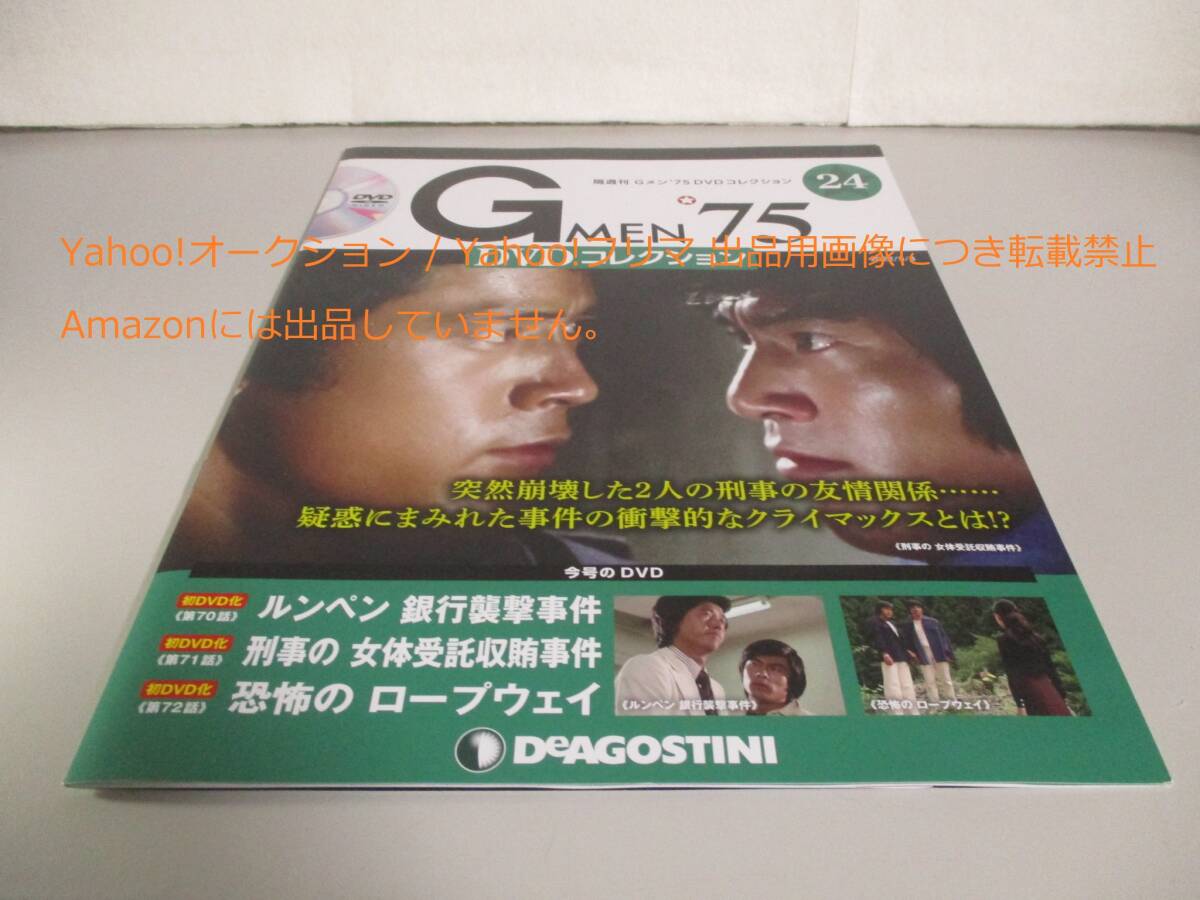 隔週刊 Gメン'75 DVDコレクション
24
DVD
VIDEO
G MEN '75
DVDコレクション
Yahoo!オークション / Yahoo!フリマ 出品用画像につき転載禁止
Amazonには出品していません。
突然崩壊した2人の刑事の友情関係……
疑惑にまみれた事件の衝撃的なクライマックスとは!?
《刑事の 女体受託収賄事件》
今号のDVD
初DVD化
《第70話》 ルンペン 銀行襲撃事件
初DVD化
《第71話》 刑事の 女体受託収賄事件
初DVD化
《第72話》 恐怖の ロープウェイ
《ルンペン 銀行襲撃事件》
《恐怖の ロープウェイ》
DeAGOSTINI